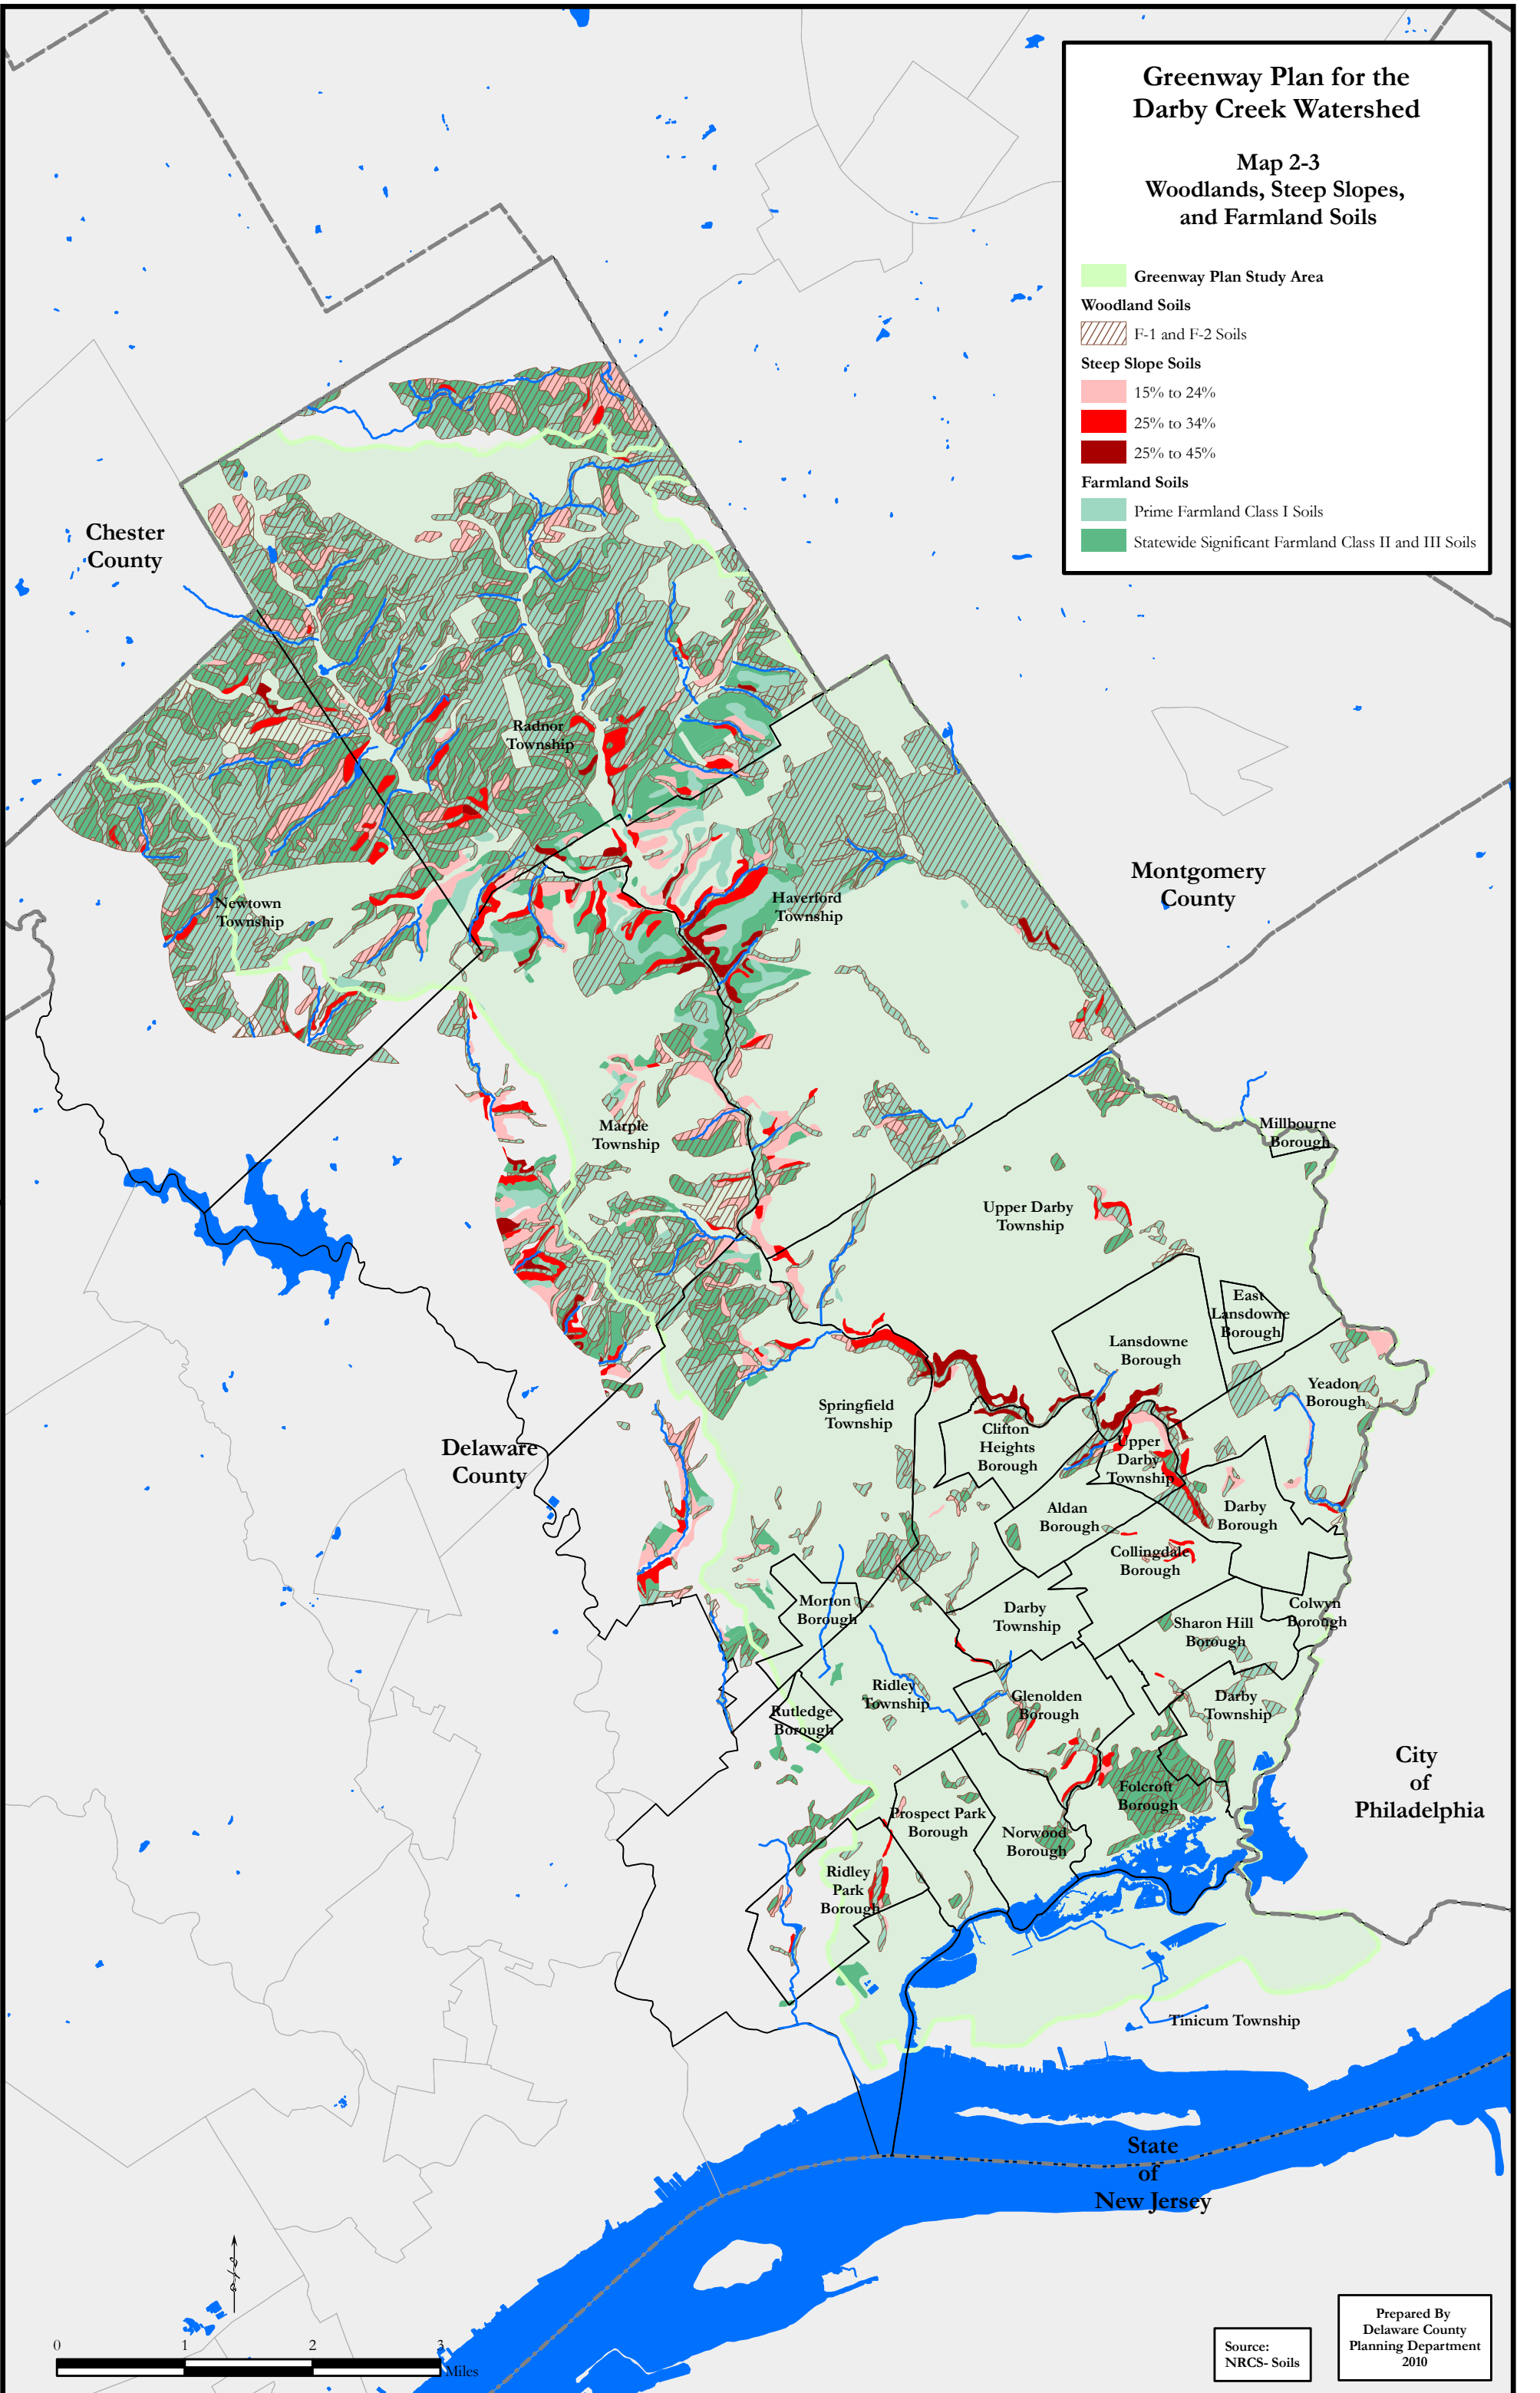 Greenway Plan for the
Darby Creek Watershed
Map 2-3
Woodlands, Steep Slopes,
and Farmland Soils
Greenway Plan Study Area
Woodland Soils
F-1 and F-2 Soils
Steep Slope Soils
15% to 24%
25% to 34%
25% to 45%
Farmland Soils
Prime Farmland Class I Soils
Statewide Significant Farmland Class II and III Soils
Chester
County
Radnor
Township
Montgomery
County
Newtown
Township
Haverford
Township
Marple
Township
Millbourne
Borough
Upper Darby
Township
East
Lansdowne
Borough
Lansdowne
Borough
Yeadon
Borough
Springfield
Township
Clifton
Heights
Borough
Upper
Darby
Township
Delaware
County
Aldan
Borough
Darby
Borough
Collingdale
Borough
Morton
Borough
Darby
Township
Colwyn
Borough
Sharon Hill
Borough
Ridley
Township
Glenolden
Borough
Darby
Township
Rutledge
Borough
City
of
Philadelphia
Folcroft
Borough
Prospect Park
Borough
Norwood
Borough
Ridley
Park
Borough
Tinicum Township
State
of
New Jersey
0 1 2 3
Miles
Source:
NRCS- Soils
Prepared By
Delaware County
Planning Department
2010